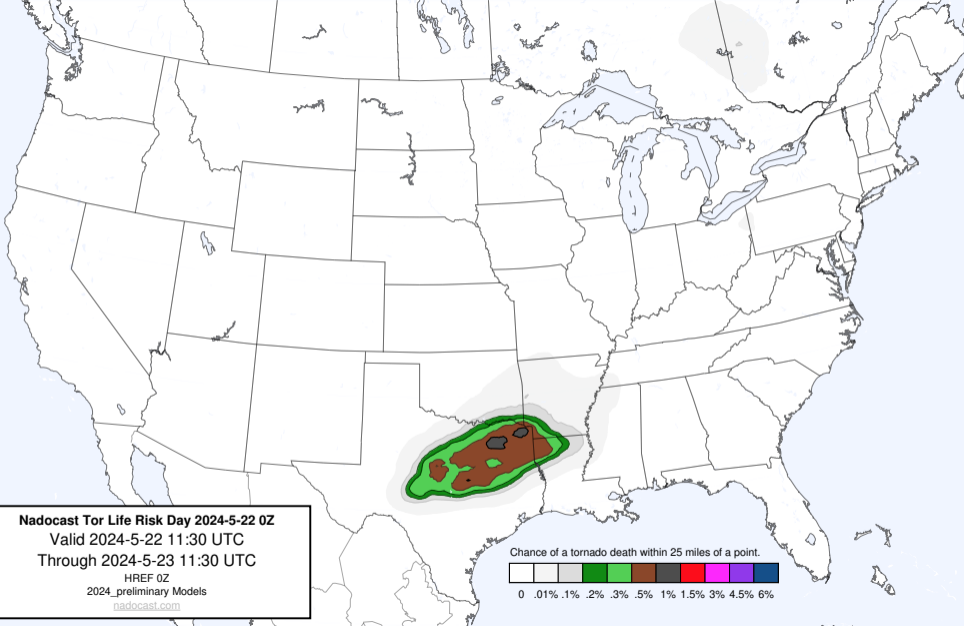 Nadocast Tor Life Risk Day 2024-5-22 0Z
Valid 2024-5-22 11:30 UTC
Through 2024-5-23 11:30 UTC
HREF 0Z
2024_preliminary Models
nadocast.com
Chance of a tornado death within 25 miles of a point.
0 .01% .1% .2% .3% .5% 1% 1.5% 3% 4.5% 6%